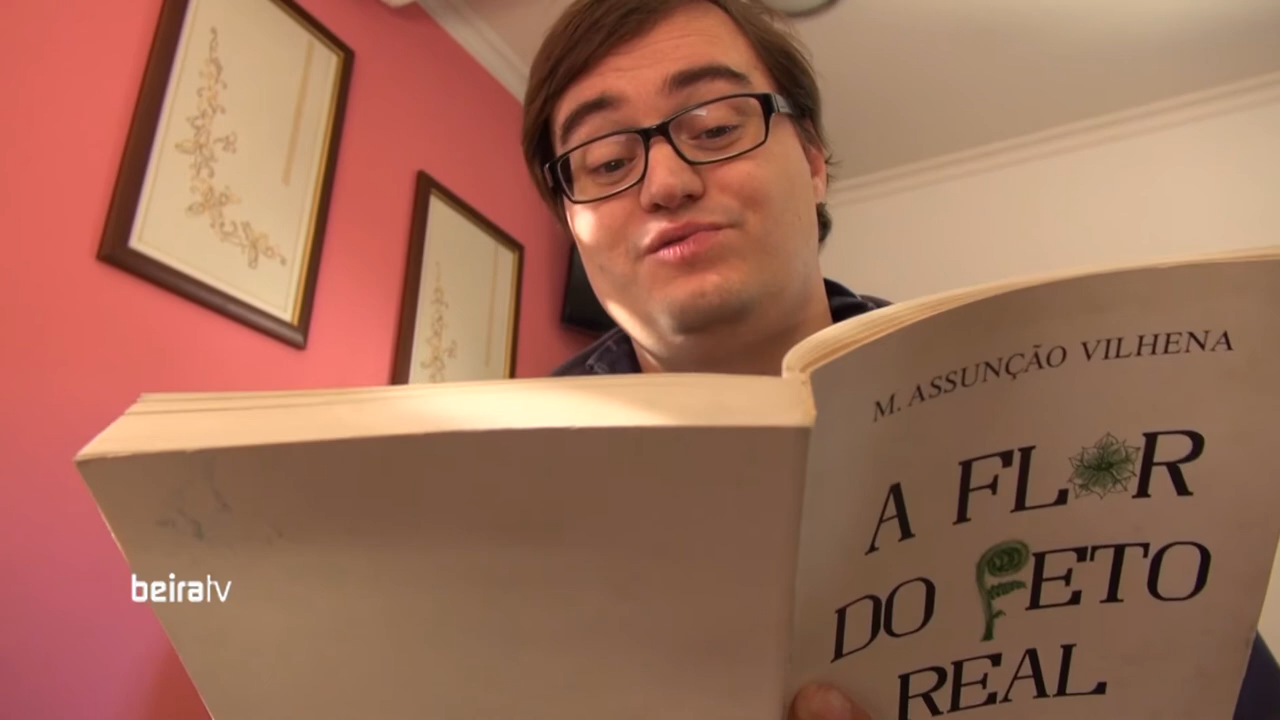 M. ASSUNÇÃO VILHENA
A FLOR
DO FETO
REAL
beiratv